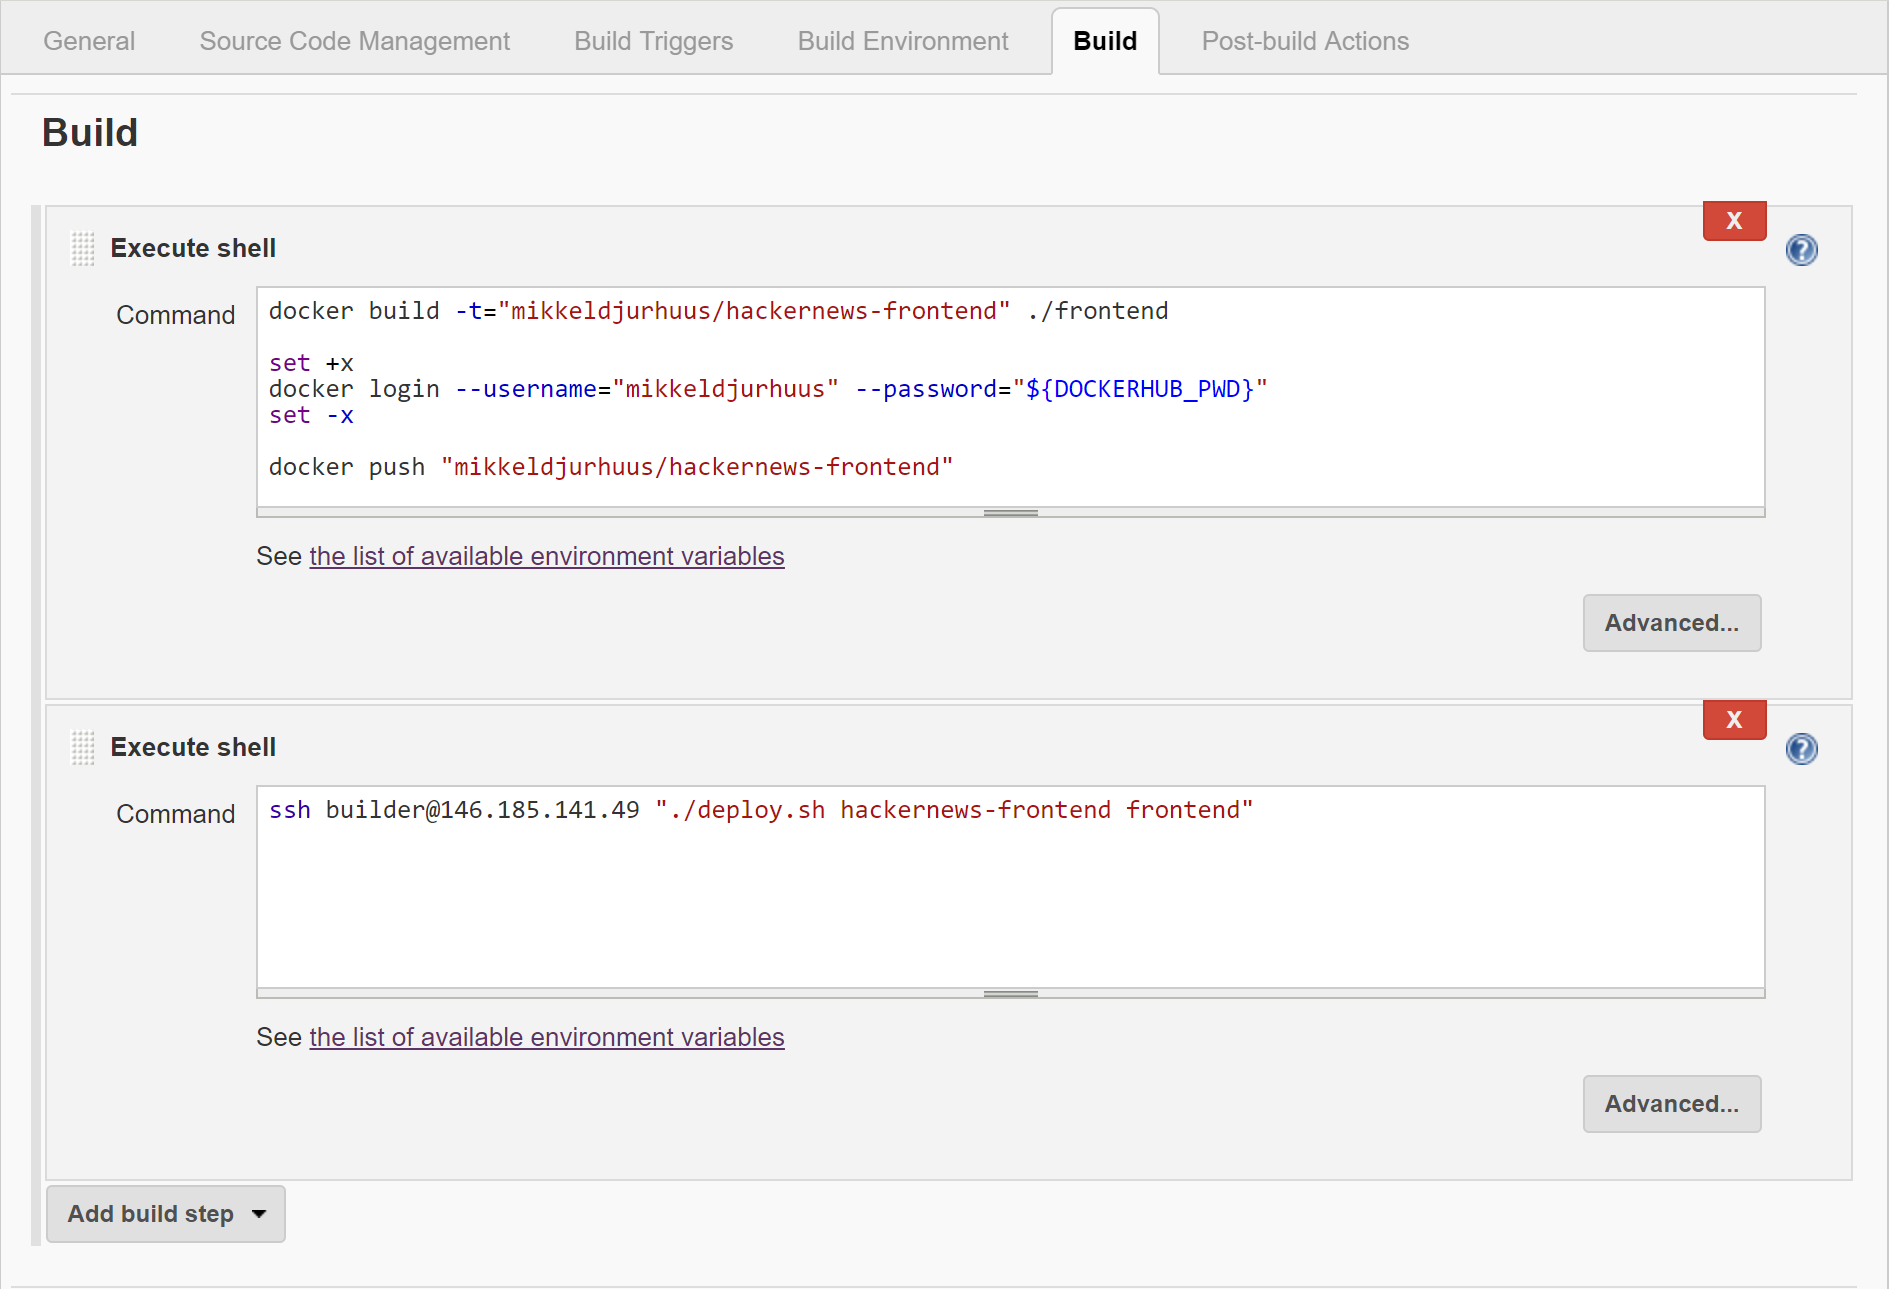 General Source Code Management Build Triggers Build Environment Build Post-build Actions
Build
X
Execute shell
Command
docker build -t="mikkeldjurhuus/hackernews-frontend" ./frontend
set +x
docker login --username="mikkeldjurhuus" --password="${DOCKERHUB_PWD}"
set -x
docker push "mikkeldjurhuus/hackernews-frontend"
See the list of available environment variables
Advanced...
X
Execute shell
Command
ssh builder@146.185.141.49 "./deploy.sh hackernews-frontend frontend"
See the list of available environment variables
Advanced...
Add build step